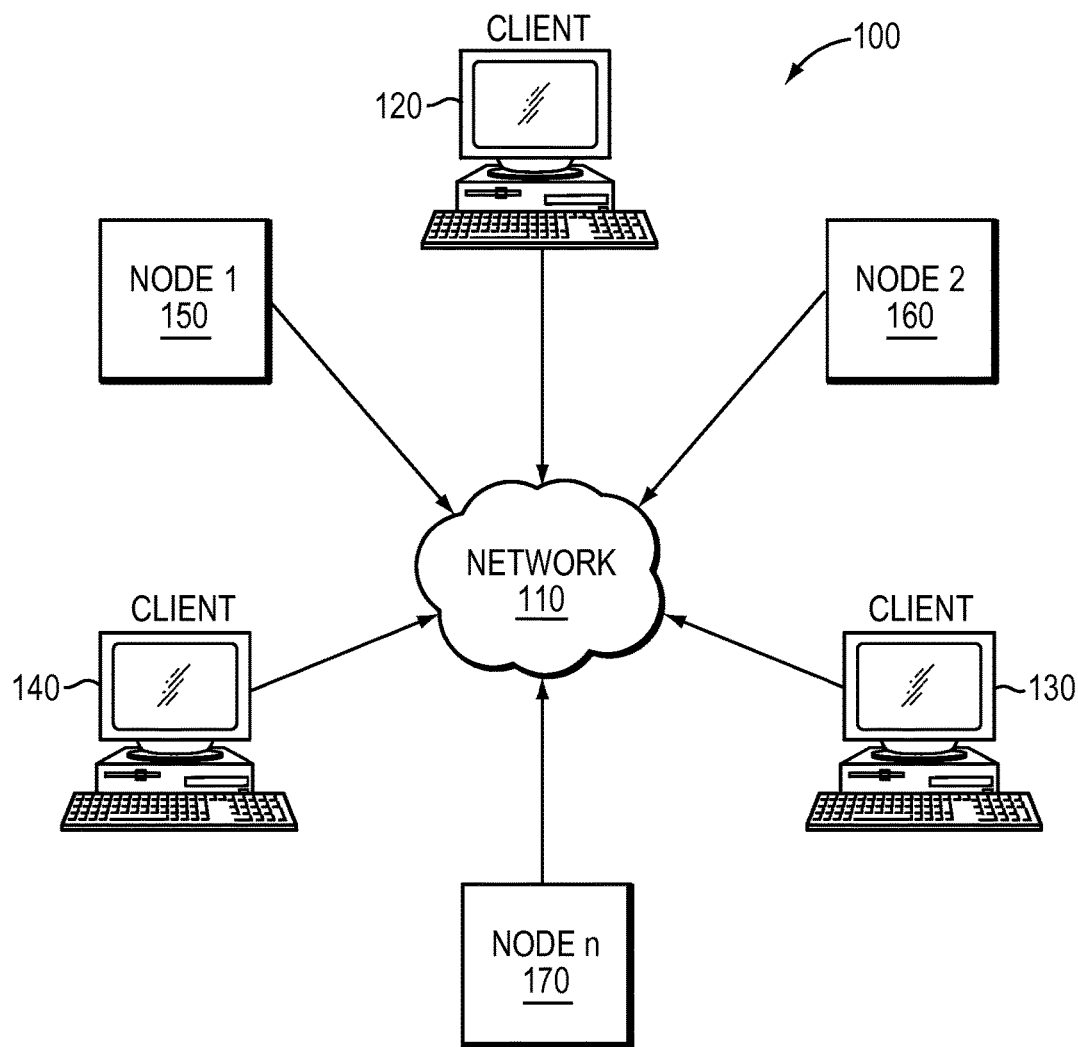 CLIENT
100
120
NODE 1
150
NODE 2
160
NETWORK
110
CLIENT
140
CLIENT
130
NODE n
170